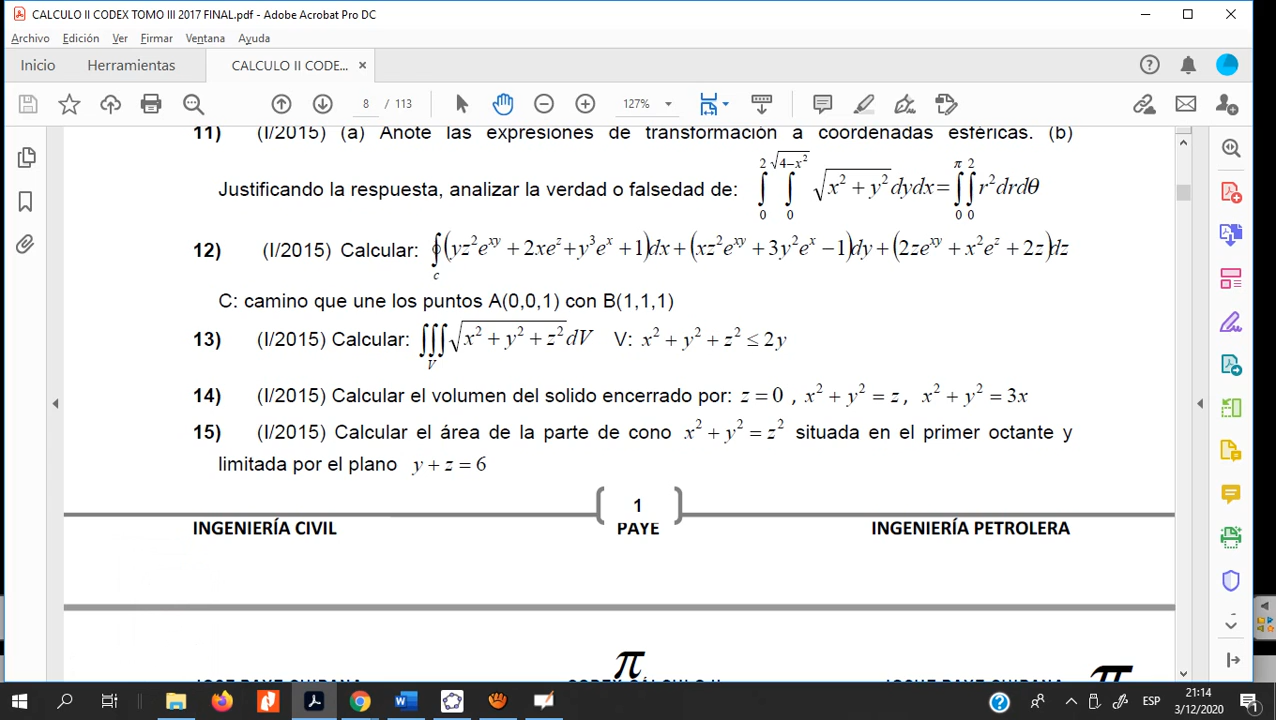 CALCULO II CODEX TOMO III 2017 FINAL.pdf - Adobe Acrobat Pro DC
Archivo Edición Ver Firmar Ventana Ayuda
Inicio Herramientas CALCULO II CODE... ×
8 / 113 127%
11) (I/2015) (a) Anote las expresiones de transformación a coordenadas esféricas. (b)
Justificando la respuesta, analizar la verdad o falsedad de: ∫₀² ∫₀^√(4−x²) √(x² + y²) dydx = ∫₀^π ∫₀² r² drdθ
12) (I/2015) Calcular: ∮_c (yz²e^xy + 2xe^z + y³e^x + 1)dx + (xz²e^xy + 3y²e^x − 1)dy + (2ze^xy + x²e^z + 2z)dz
C: camino que une los puntos A(0,0,1) con B(1,1,1)
13) (I/2015) Calcular: ∭_V √(x² + y² + z²) dV V: x² + y² + z² ≤ 2y
14) (I/2015) Calcular el volumen del solido encerrado por: z = 0 , x² + y² = z , x² + y² = 3x
15) (I/2015) Calcular el área de la parte de cono x² + y² = z² situada en el primer octante y
limitada por el plano y + z = 6
1
INGENIERÍA CIVIL PAYE INGENIERÍA PETROLERA
π π
ESP
21:14
3/12/2020
1